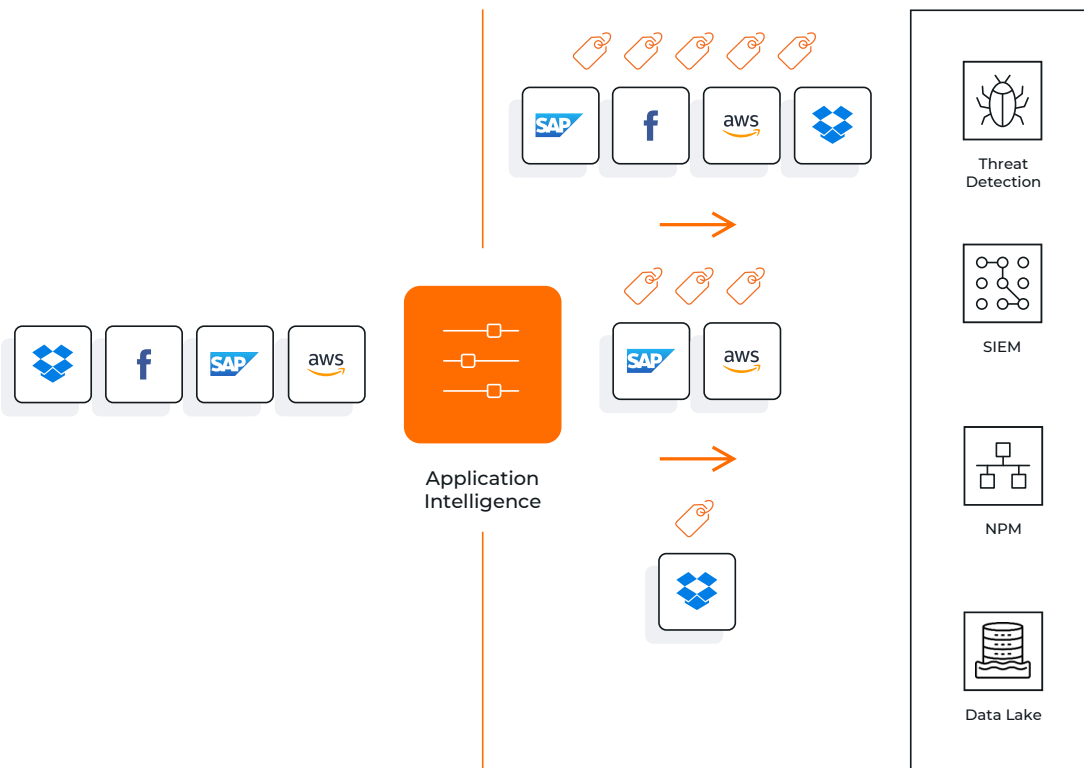 SAP
f
aws
Threat
Detection
SIEM
f
SAP
aws
Application
Intelligence
SAP
aws
NPM
Data Lake